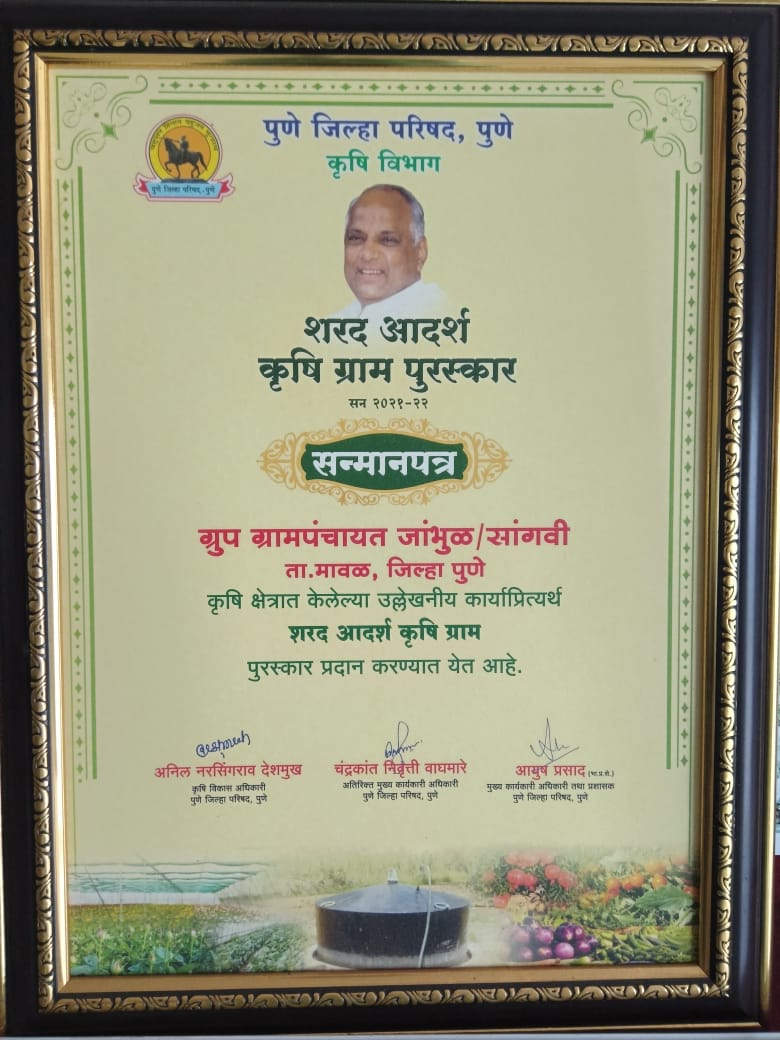 पुणे जिल्हा परिषद, पुणे
कृषि विभाग
पुणे जिल्हा परिषद - पुणे
शरद आदर्श
कृषि ग्राम पुरस्कार
सन २०२१-२२
सन्मानपत्र
ग्रुप ग्रामपंचायत जांभुळ/सांगवी
ता.मावळ, जिल्हा पुणे
कृषि क्षेत्रात केलेल्या उल्लेखनीय कार्याप्रित्यर्थ
शरद आदर्श कृषि ग्राम
पुरस्कार प्रदान करण्यात येत आहे.
अनिल नरसिंगराव देशमुख
कृषि विकास अधिकारी
पुणे जिल्हा परिषद, पुणे
चंद्रकांत निवृत्ती वाघमारे
अतिरिक्त मुख्य कार्यकारी अधिकारी
पुणे जिल्हा परिषद, पुणे
आयुष प्रसाद (भा.प्र.से.)
मुख्य कार्यकारी अधिकारी तथा प्रशासक
पुणे जिल्हा परिषद, पुणे